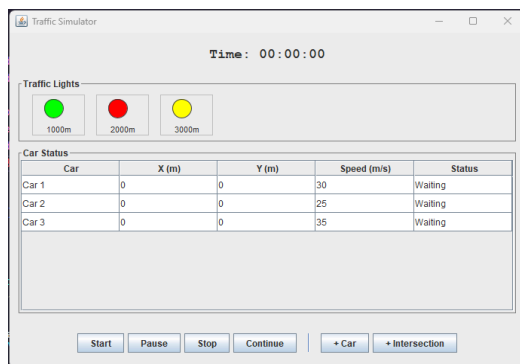 Traffic Simulator
Time: 00:00:00
Traffic Lights
1000m 2000m 3000m
Car Status
Car X (m) Y (m) Speed (m/s) Status
Car 1 0 0 30 Waiting
Car 2 0 0 25 Waiting
Car 3 0 0 35 Waiting
Start Pause Stop Continue + Car + Intersection